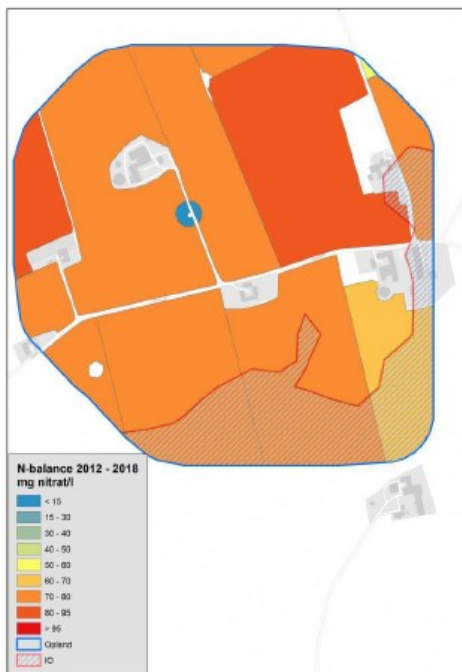 N-balance 2012 - 2018
mg nitrat/l
< 15
15 - 30
30 - 40
40 - 50
50 - 60
60 - 70
70 - 80
80 - 95
> 95
Opland
IO